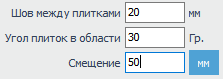 Шов между плитками 20 мм
Угол плиток в области 30 Гр.
Смещение 50 мм